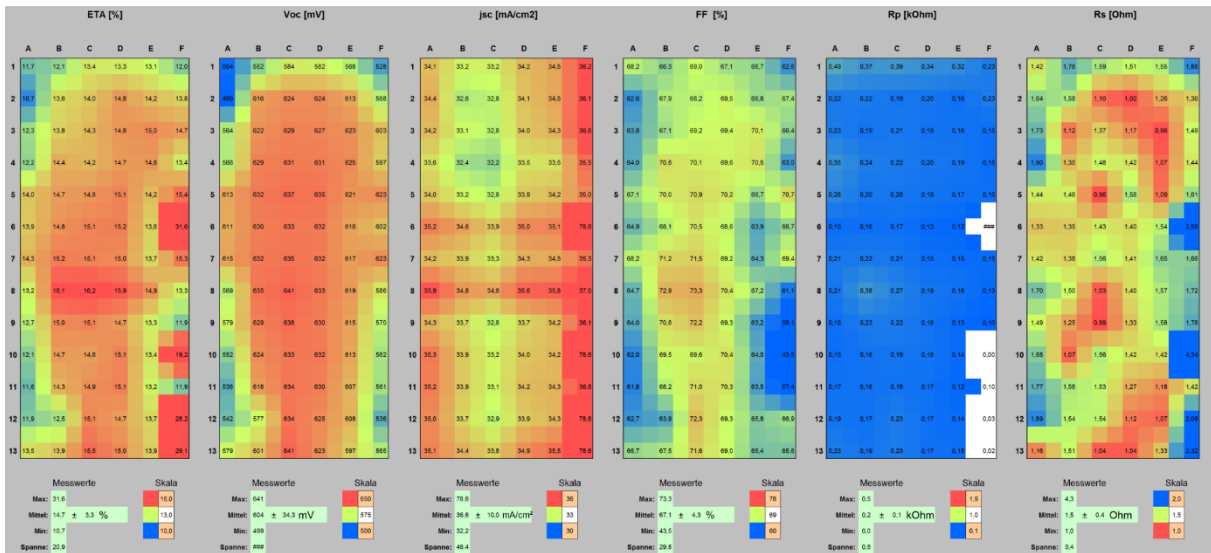 ETA [%] Voc [mV] jsc [mA/cm2] FF [%] Rp [kOhm] Rs [Ohm]
A B C D E F A B C D E F A B C D E F A B C D E F A B C D E F A B C D E F
1 11,7 12,1 13,4 13,3 13,1 12,0 1 504 552 584 582 568 528 1 34,1 33,2 33,2 34,2 34,5 36,2 1 68,2 66,3 69,0 67,1 65,7 62,6 1 0,49 0,37 0,39 0,34 0,32 0,23 1 1,42 1,76 1,59 1,51 1,55 1,88
2 10,7 13,6 14,0 14,8 14,2 13,8 2 499 616 624 624 613 568 2 34,4 32,6 32,8 34,1 34,5 36,1 2 62,6 67,9 68,2 69,5 66,8 67,4 2 0,22 0,22 0,19 0,20 0,16 0,23 2 1,64 1,56 1,10 1,00 1,26 1,36
3 12,3 13,8 14,3 14,6 15,0 14,7 3 564 622 629 627 623 603 3 34,2 33,1 32,8 34,0 34,3 36,6 3 63,8 67,1 69,2 69,4 70,1 66,4 3 0,23 0,19 0,21 0,18 0,16 0,15 3 1,73 1,12 1,37 1,17 0,96 1,49
4 12,2 14,4 14,2 14,7 14,8 13,4 4 566 629 631 631 625 597 4 33,6 32,4 32,2 33,5 33,5 35,5 4 64,0 70,8 70,1 69,6 70,5 63,0 4 0,35 0,24 0,22 0,20 0,19 0,15 4 1,90 1,30 1,48 1,42 1,07 1,44
5 14,0 14,7 14,8 15,1 14,2 15,4 5 613 632 637 635 621 623 5 34,0 33,2 32,8 33,9 34,2 35,0 5 67,1 70,0 70,9 70,2 66,7 70,7 5 0,28 0,20 0,20 0,19 0,17 0,16 5 1,44 1,46 0,96 1,58 1,09 1,61
6 13,9 14,8 15,1 15,2 13,8 31,6 6 611 630 633 632 616 602 6 35,2 34,6 33,9 35,0 35,1 78,6 6 64,9 68,1 70,5 68,6 63,9 66,7 6 0,15 0,16 0,17 0,13 0,12 ### 6 1,33 1,35 1,43 1,40 1,54 2,56
7 14,3 15,2 15,1 15,0 13,7 15,3 7 615 632 635 632 617 623 7 34,2 33,9 33,3 34,3 34,5 35,3 7 68,2 71,2 71,5 69,0 64,3 69,4 7 0,21 0,20 0,21 0,17 0,15 0,15 7 1,42 1,38 1,56 1,41 1,65 1,66
8 13,2 16,1 16,2 15,9 14,9 13,3 8 569 635 641 633 619 586 8 35,9 34,8 34,6 35,6 35,6 37,0 8 64,7 72,9 73,3 70,4 67,8 61,1 8 0,21 0,36 0,27 0,19 0,18 0,13 8 1,70 1,50 1,03 1,40 1,57 1,72
9 12,7 15,0 15,1 14,7 13,3 11,9 9 579 629 636 630 615 570 9 34,3 33,7 32,8 33,7 34,2 36,1 9 64,0 70,8 72,2 69,3 63,2 58,1 9 0,16 0,23 0,22 0,16 0,13 0,10 9 1,49 1,25 0,99 1,33 1,58 1,78
10 12,1 14,7 14,6 15,1 13,4 19,2 10 552 624 633 632 613 562 10 35,3 33,9 33,2 34,0 34,2 78,6 10 62,0 69,5 69,6 70,4 64,0 43,5 10 0,15 0,18 0,19 0,16 0,14 0,00 10 1,68 1,07 1,56 1,42 1,42 4,34
11 11,6 14,3 14,9 15,1 13,2 11,9 11 536 618 634 630 607 561 11 35,2 33,9 33,1 34,1 34,3 36,8 11 61,8 68,2 71,0 70,3 63,5 57,4 11 0,17 0,18 0,16 0,17 0,12 0,10 11 1,77 1,58 1,53 1,27 1,16 1,42
12 11,9 12,5 15,1 14,7 13,7 28,2 12 542 577 634 625 608 536 12 35,0 33,7 32,9 33,9 34,3 78,6 12 62,7 63,9 72,3 69,3 65,8 66,9 12 0,19 0,17 0,23 0,17 0,14 0,03 12 1,89 1,54 1,54 1,12 1,07 2,09
13 13,5 13,9 15,5 15,0 13,9 29,1 13 579 601 641 623 597 565 13 35,1 34,4 33,8 34,9 35,5 78,6 13 66,7 67,1 71,6 69,0 65,4 65,6 13 0,21 0,17 0,23 0,17 0,15 0,02 13 1,16 1,51 1,04 1,04 1,33 2,32
Messwerte Skala Messwerte Skala Messwerte Skala Messwerte Skala Messwerte Skala Messwerte Skala
Max: 31,6 16,0 Max: 641 650 Max: 78,6 36 Max: 73,3 78 Max: 0,5 1,9 Max: 4,3 2,0
Mittel: 14,7 ± 3,3 % 13,0 Mittel: 604 ± 34,3 mV 575 Mittel: 36,6 ± 10,0 mA/cm² 33 Mittel: 67,1 ± 4,3 % 69 Mittel: 0,2 ± 0,1 kOhm 1,0 Mittel: 1,5 ± 0,4 Ohm 1,5
Min: 10,7 10,0 Min: 499 500 Min: 32,2 30 Min: 43,5 60 Min: 0,0 0,1 Min: 1,0 1,0
Spanne: 20,9 Spanne: ### Spanne: 46,4 Spanne: 29,8 Spanne: 0,5 Spanne: 3,4